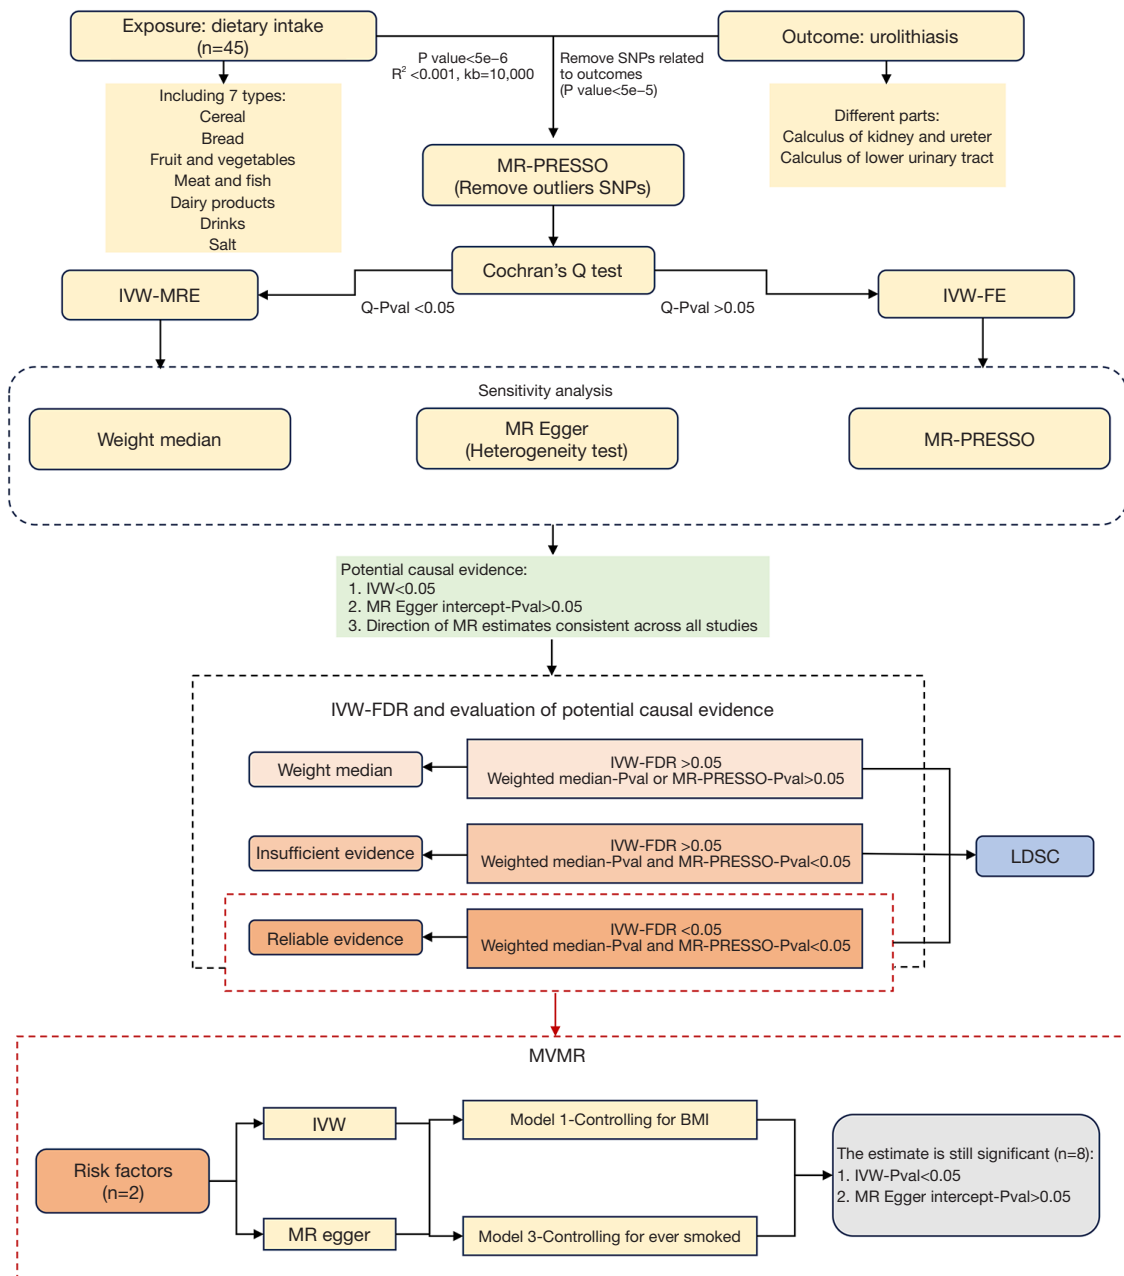 Exposure: dietary intake
(n=45)
Outcome: urolithiasis
P value<5e−6
R² <0.001, kb=10,000
Remove SNPs related
to outcomes
(P value<5e−5)
Including 7 types:
Cereal
Bread
Fruit and vegetables
Meat and fish
Dairy products
Drinks
Salt
Different parts:
Calculus of kidney and ureter
Calculus of lower urinary tract
MR-PRESSO
(Remove outliers SNPs)
Cochran's Q test
IVW-MRE
Q-Pval <0.05
Q-Pval >0.05
IVW-FE
Sensitivity analysis
Weight median
MR Egger
(Heterogeneity test)
MR-PRESSO
Potential causal evidence:
1. IVW<0.05
2. MR Egger intercept-Pval>0.05
3. Direction of MR estimates consistent across all studies
IVW-FDR and evaluation of potential causal evidence
Weight median
IVW-FDR >0.05
Weighted median-Pval or MR-PRESSO-Pval>0.05
Insufficient evidence
IVW-FDR >0.05
Weighted median-Pval and MR-PRESSO-Pval<0.05
LDSC
Reliable evidence
IVW-FDR <0.05
Weighted median-Pval and MR-PRESSO-Pval<0.05
MVMR
Risk factors
(n=2)
IVW
MR egger
Model 1-Controlling for BMI
Model 3-Controlling for ever smoked
The estimate is still significant (n=8):
1. IVW-Pval<0.05
2. MR Egger intercept-Pval>0.05